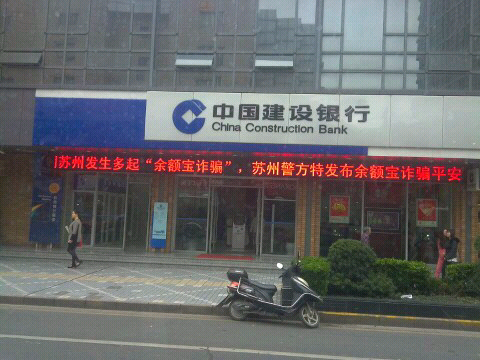 中国建设银行
China Construction Bank
苏州发生多起“余额宝诈骗”，苏州警方特发布余额宝诈骗平安